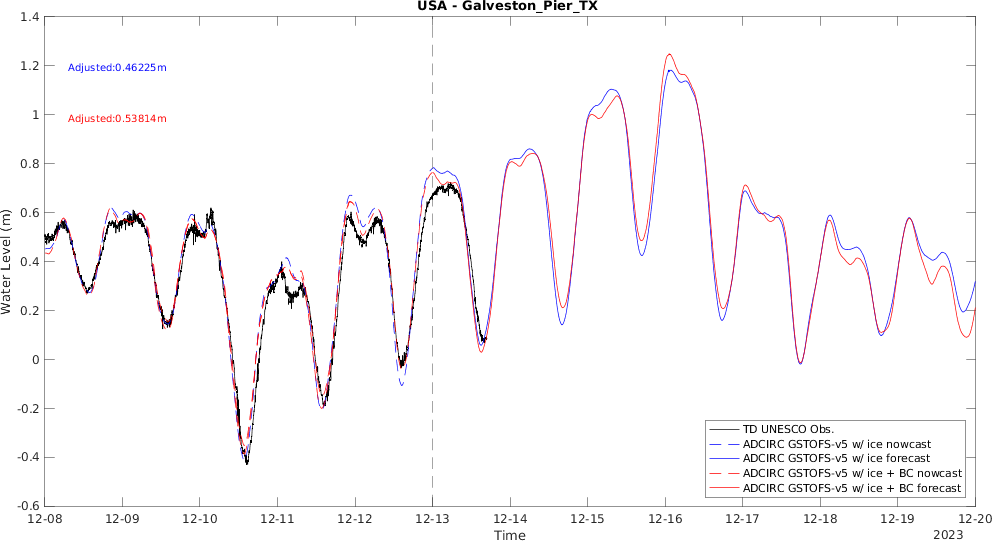 USA - Galveston_Pier_TX
1.4
1.2
1
0.8
0.6
0.4
0.2
0
-0.2
-0.4
-0.6
Water Level (m)
Adjusted:0.46225m
Adjusted:0.53814m
TD UNESCO Obs.
ADCIRC GSTOFS-v5 w/ ice nowcast
ADCIRC GSTOFS-v5 w/ ice forecast
ADCIRC GSTOFS-v5 w/ ice + BC nowcast
ADCIRC GSTOFS-v5 w/ ice + BC forecast
12-08 12-09 12-10 12-11 12-12 12-13 12-14 12-15 12-16 12-17 12-18 12-19 12-20
Time
2023